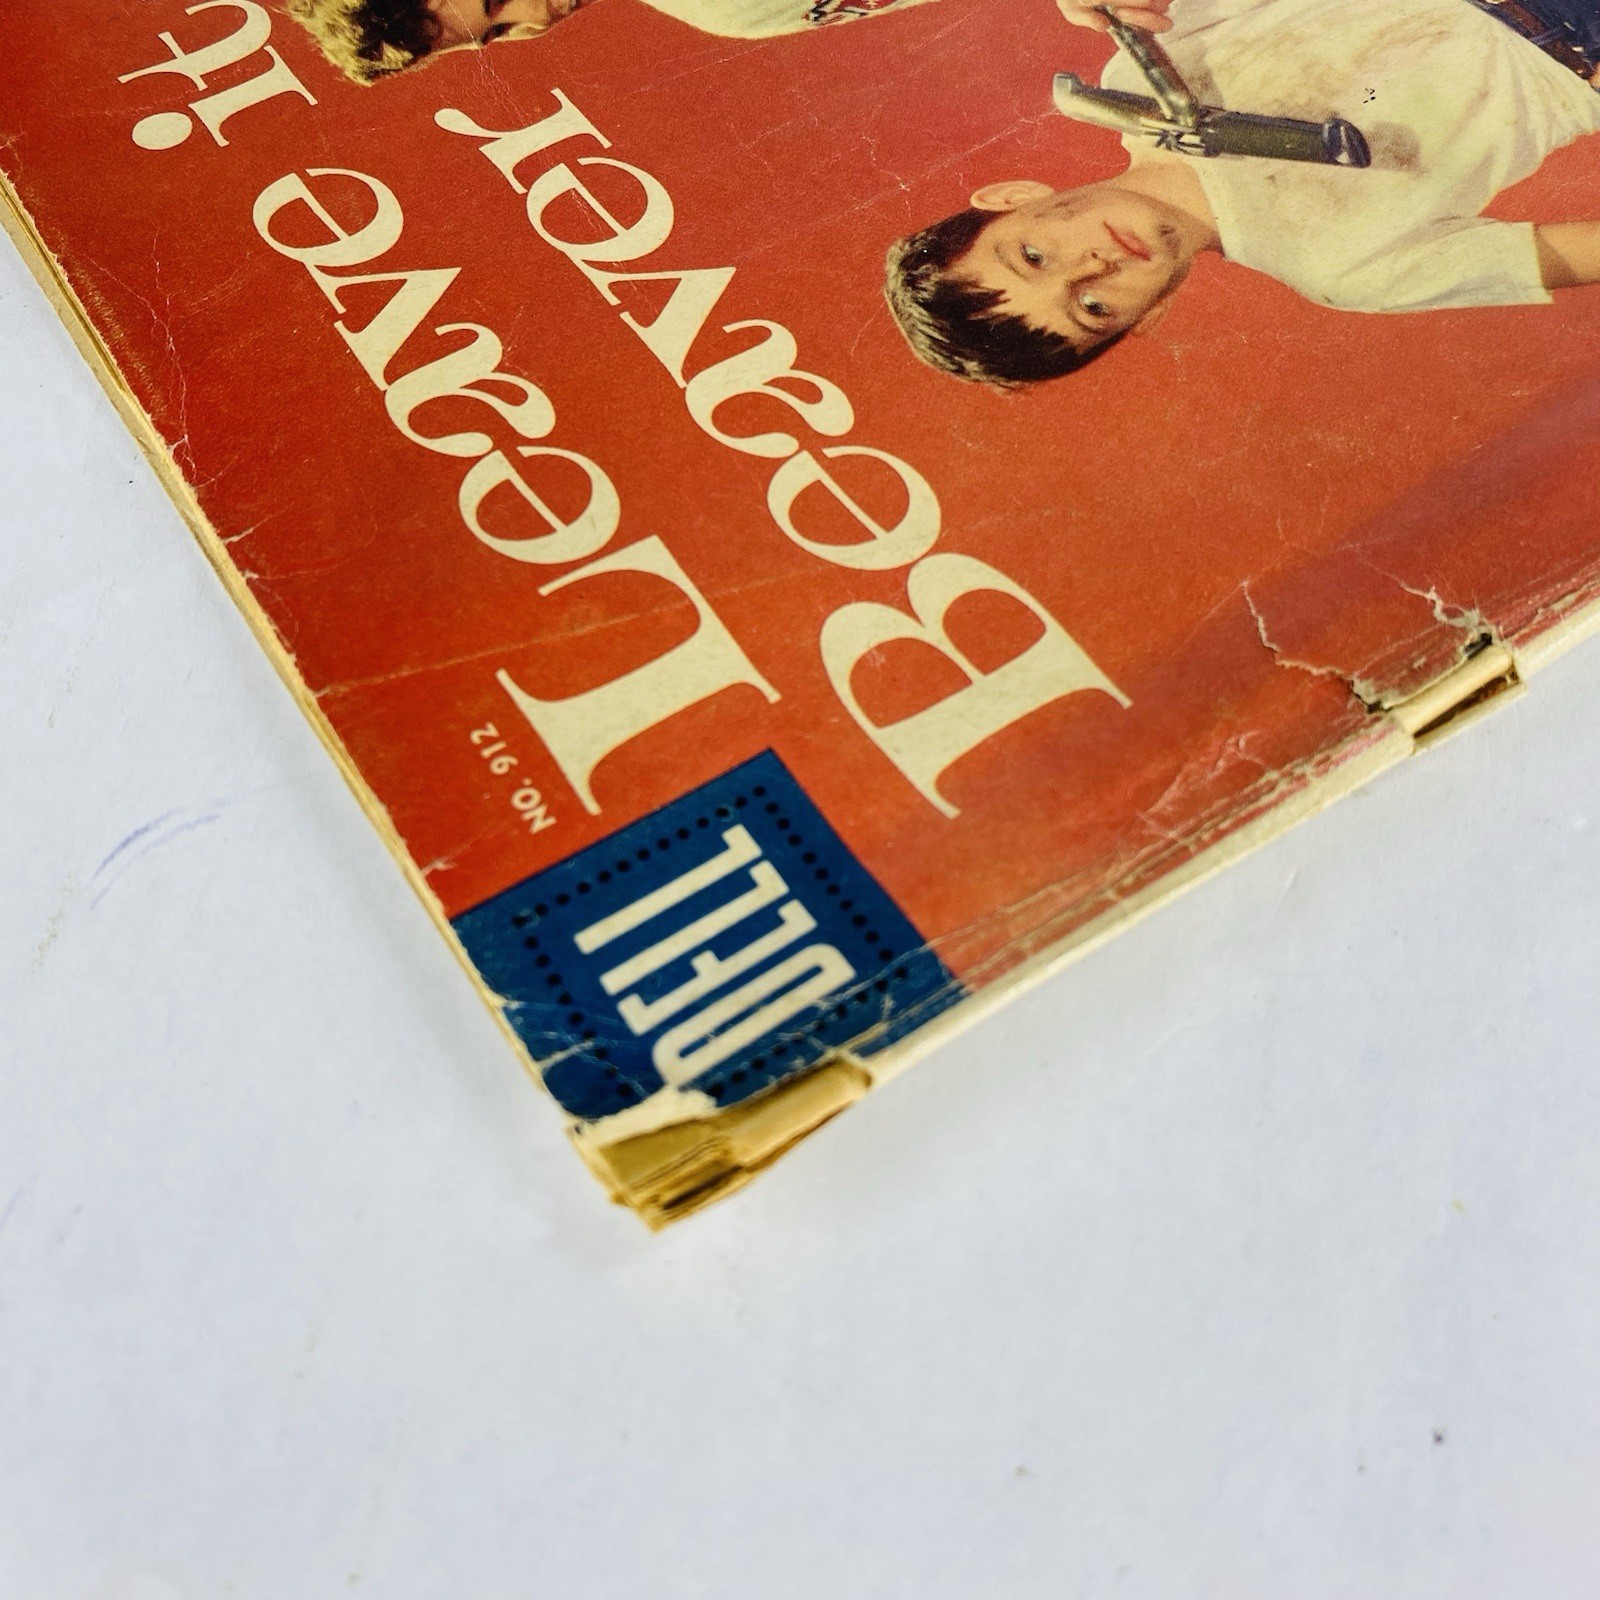 DELL
NO. 912
Leave it
Beaver